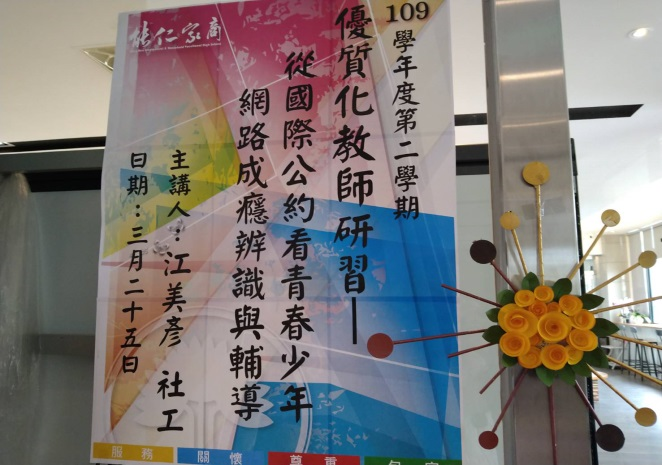 能仁家商
109
學年度第二學期
優質化教師研習—
從國際公約看青春少年
網路成癮辨識與輔導
主講人：江美彥 社工
日期：三月二十五日
服務 關懷 尊重